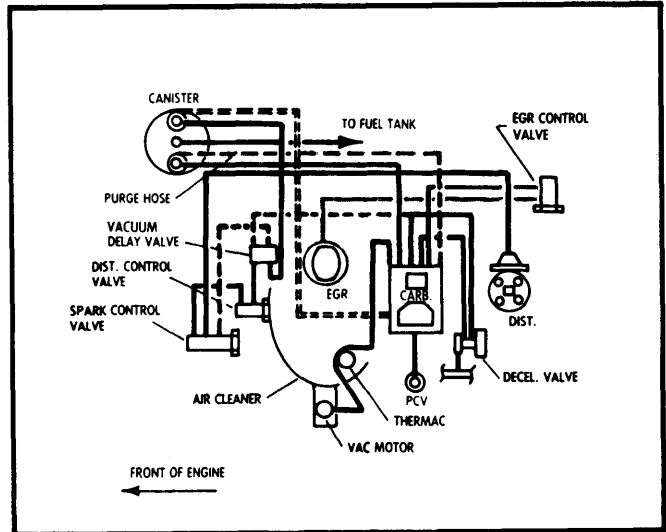 CANISTER
TO FUEL TANK
EGR CONTROL
VALVE
PURGE HOSE
VACUUM
DELAY VALVE
DIST. CONTROL
VALVE
SPARK CONTROL
VALVE
EGR
CARB.
DIST.
DECEL. VALVE
AIR CLEANER
PCV
THERMAC
VAC MOTOR
FRONT OF ENGINE